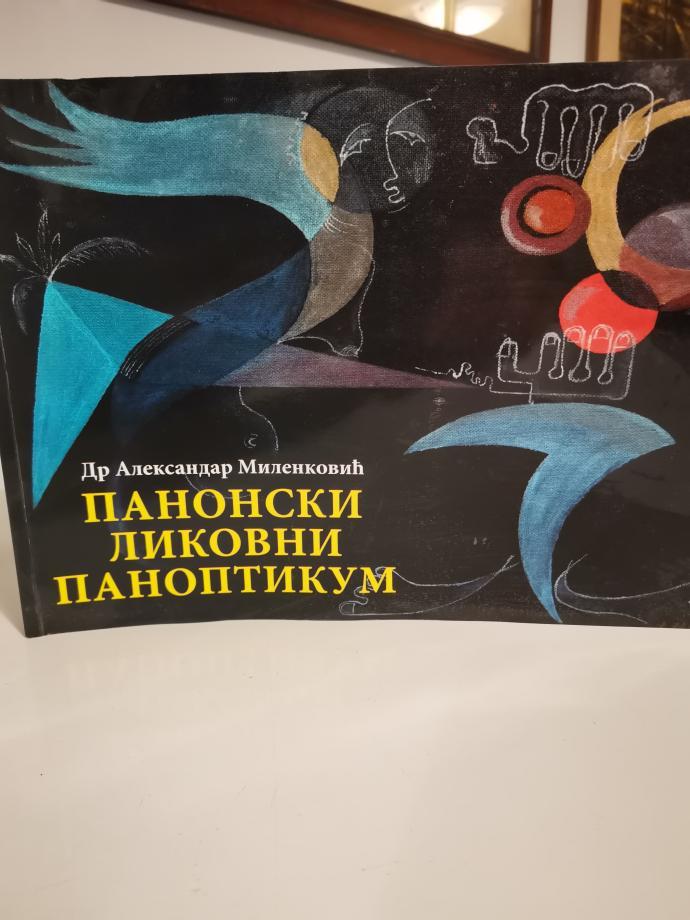 Др Александар Миленковић
ПАНОНСКИ
ЛИКОВНИ
ПАНОПТИКУМ